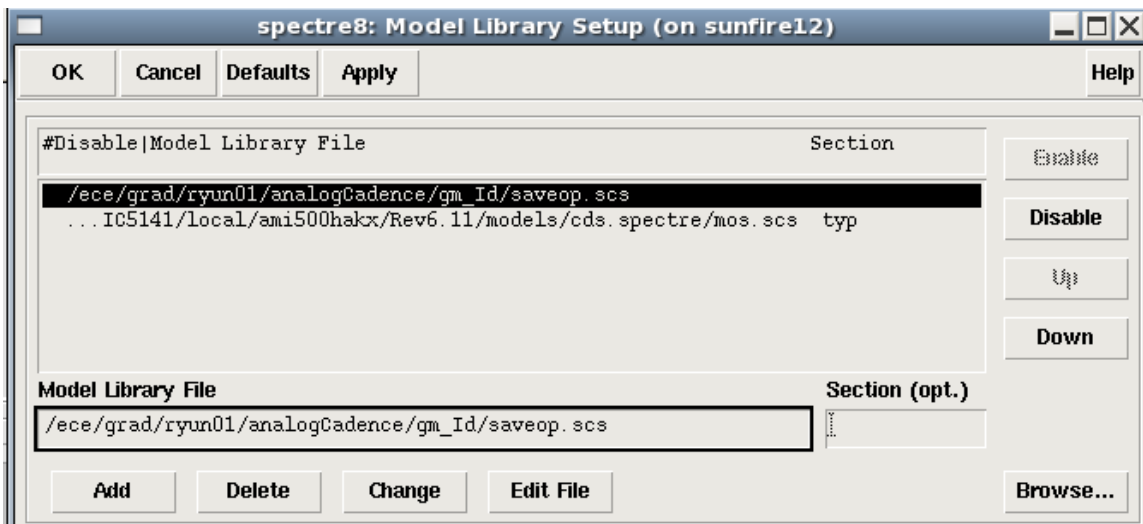 spectre8: Model Library Setup (on sunfire12)
OK Cancel Defaults Apply Help
#Disable|Model Library File Section
/ece/grad/ryun01/analogCadence/gm_Id/saveop.scs
...IC5141/local/ami500hakx/Rev6.11/models/cds.spectre/mos.scs typ
Enable
Disable
Up
Down
Model Library File Section (opt.)
/ece/grad/ryun01/analogCadence/gm_Id/saveop.scs
Add Delete Change Edit File Browse...